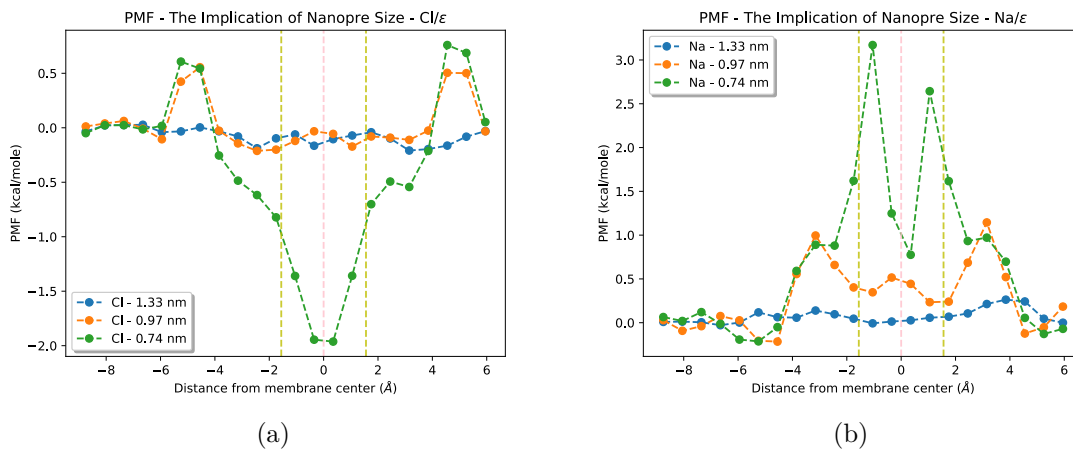 PMF - The Implication of Nanopre Size - Cl/ε
PMF (kcal/mole)
0.5
0.0
−0.5
−1.0
−1.5
−2.0
Cl - 1.33 nm
Cl - 0.97 nm
Cl - 0.74 nm
−8 −6 −4 −2 0 2 4 6
Distance from membrane center (Å)
(a)
PMF - The Implication of Nanopre Size - Na/ε
PMF (kcal/mole)
Na - 1.33 nm
Na - 0.97 nm
Na - 0.74 nm
3.0
2.5
2.0
1.5
1.0
0.5
0.0
−8 −6 −4 −2 0 2 4 6
Distance from membrane center (Å)
(b)